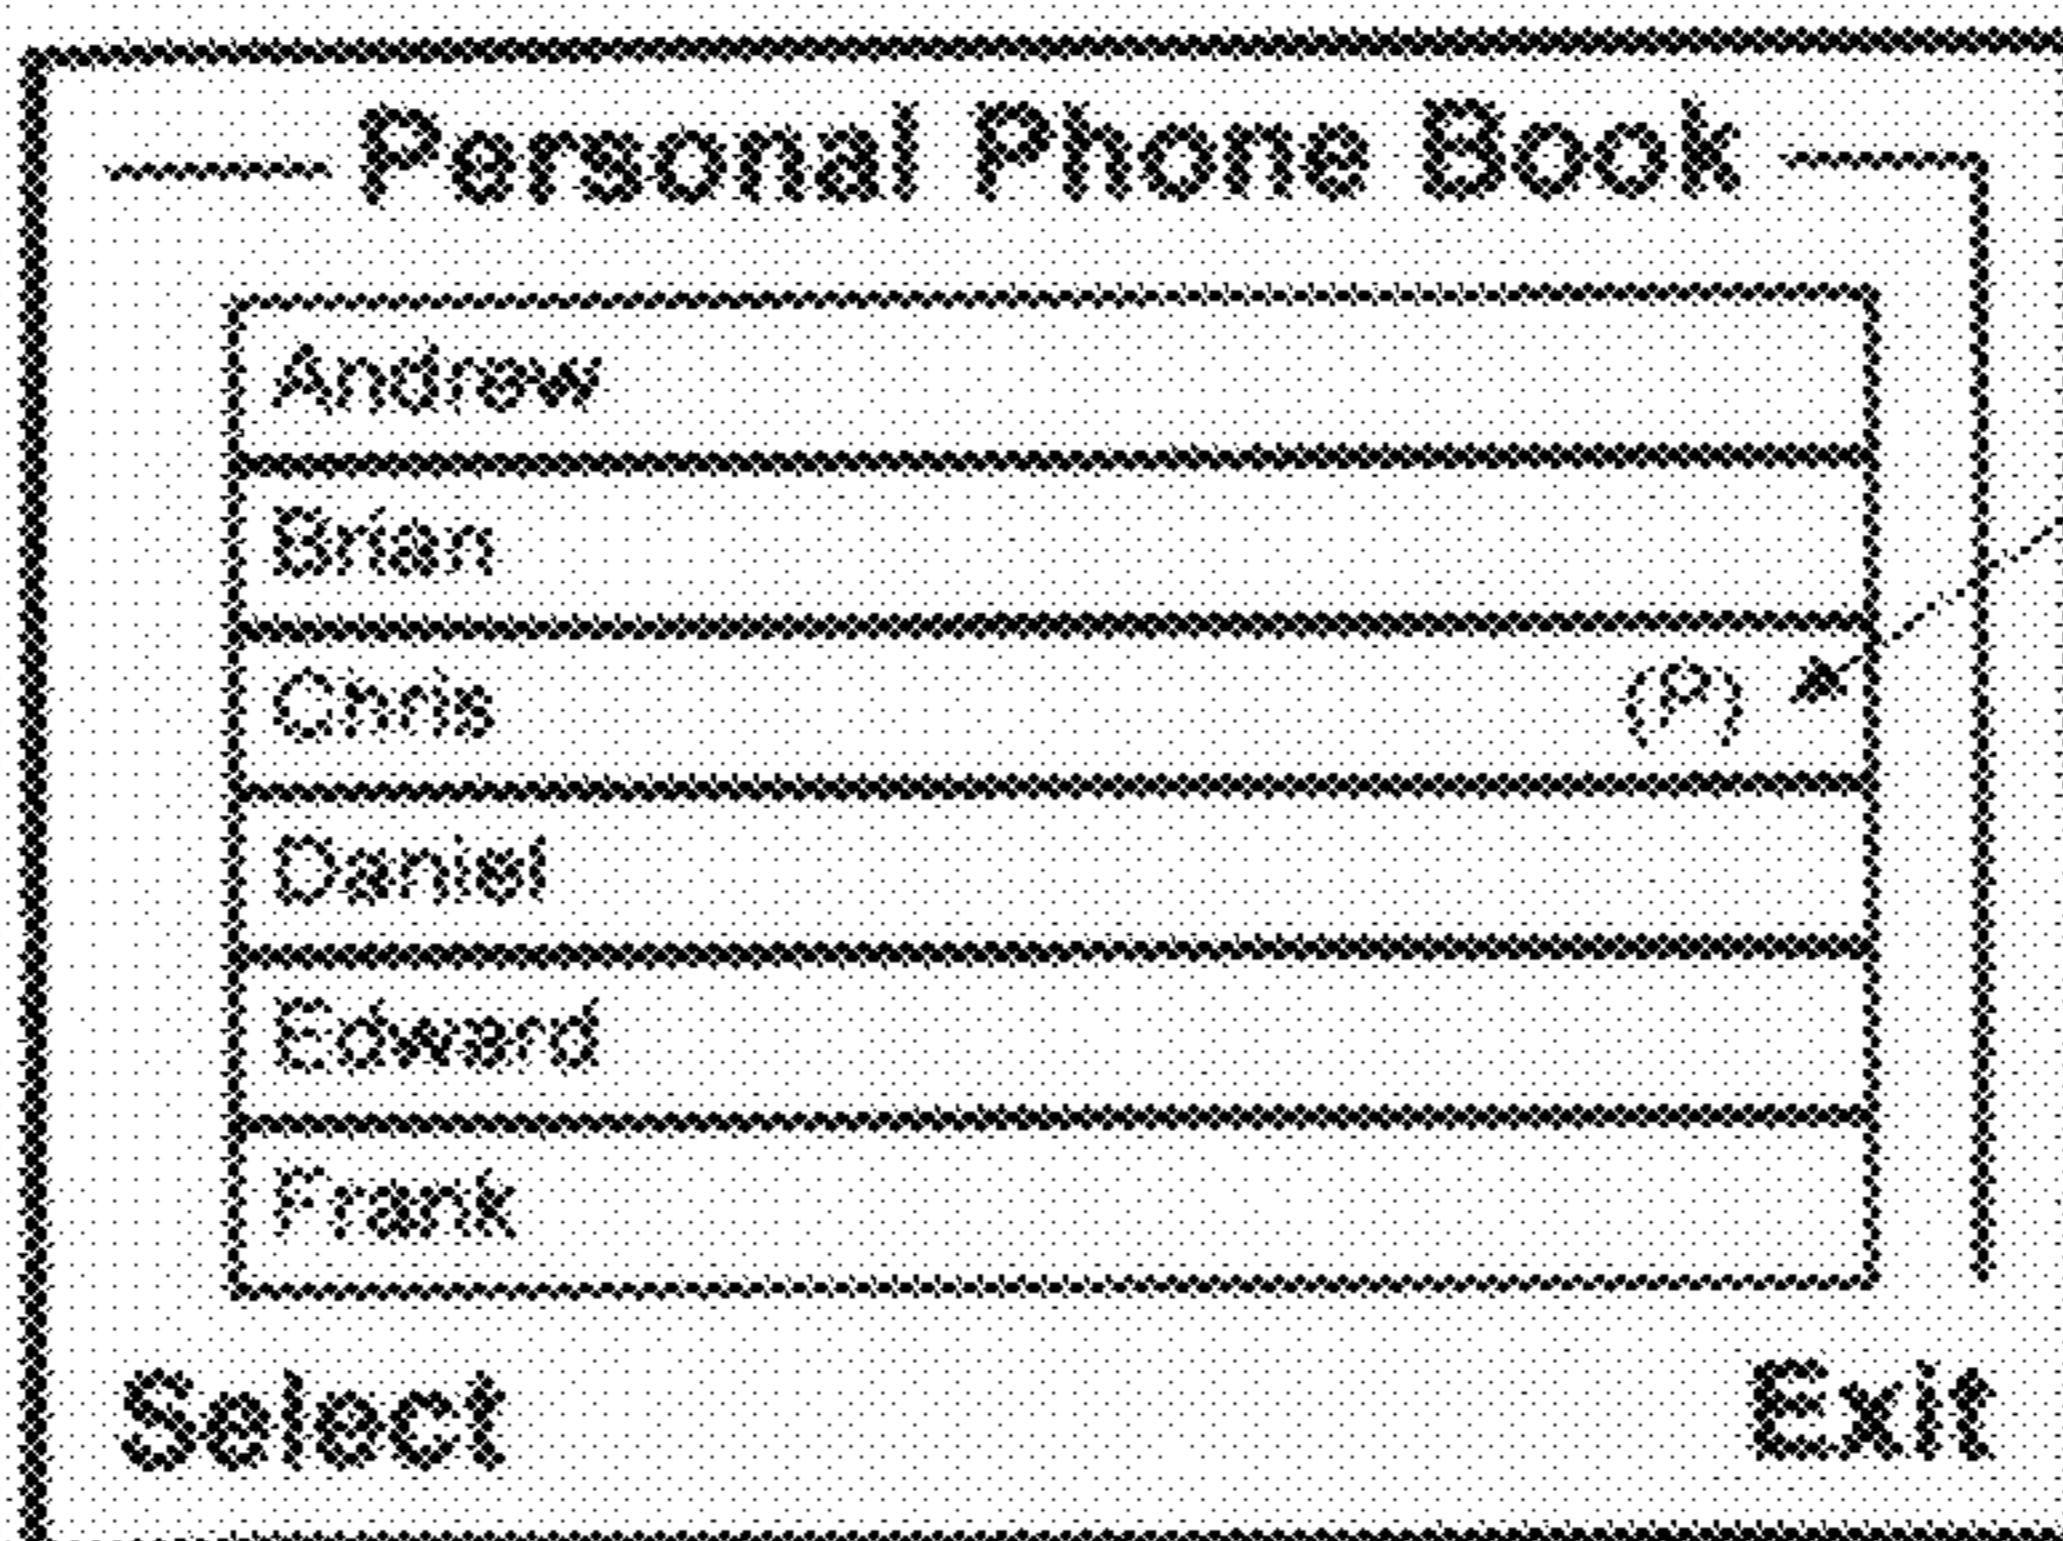 Personal Phone Book
Andrew
Brian
Chris (P)
Daniel
Edward
Frank
Select Exit